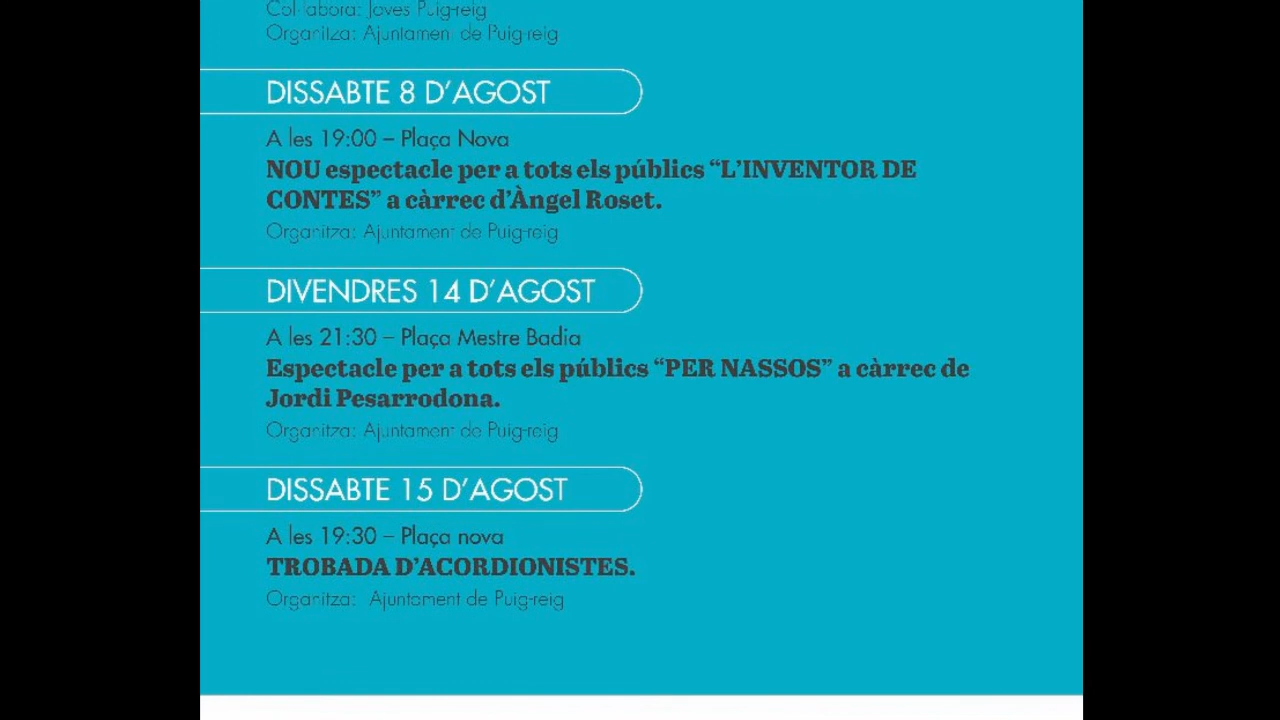 Col·labora: Joves Puig-reig
Organitza: Ajuntament de Puig-reig
DISSABTE 8 D'AGOST
A les 19:00 – Plaça Nova
NOU espectacle per a tots els públics “L’INVENTOR DE
CONTES” a càrrec d’Àngel Roset.
Organitza: Ajuntament de Puig-reig
DIVENDRES 14 D'AGOST
A les 21:30 – Plaça Mestre Badia
Espectacle per a tots els públics “PER NASSOS” a càrrec de
Jordi Pesarrodona.
Organitza: Ajuntament de Puig-reig
DISSABTE 15 D'AGOST
A les 19:30 – Plaça nova
TROBADA D’ACORDIONISTES.
Organitza: Ajuntament de Puig-reig